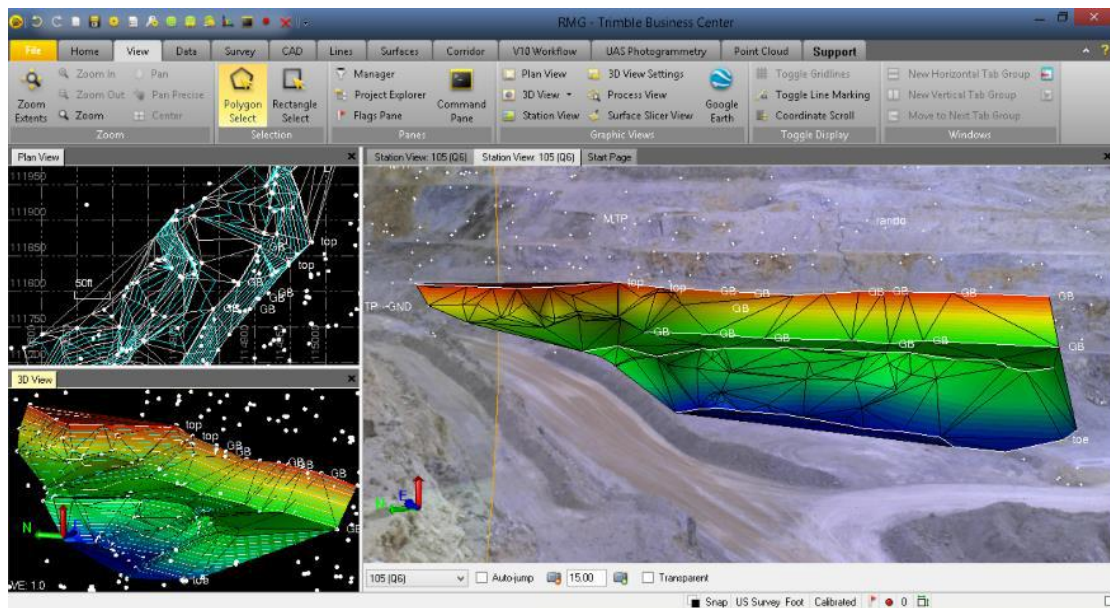 RMG - Trimble Business Center
File Home View Data Survey CAD Lines Surfaces Corridor V10 Workflow UAS Photogrammetry Point Cloud Support
Zoom Extents
Zoom In
Zoom Out
Zoom
Pan
Pan Precise
Center
Zoom
Polygon Select
Rectangle Select
Selection
Manager
Project Explorer
Flags Pane
Command Pane
Panes
Plan View
3D View
Station View
3D View Settings
Process View
Surface Slicer View
Google Earth
Graphic Views
Toggle Gridlines
Toggle Line Marking
Coordinate Scroll
Toggle Display
New Horizontal Tab Group
New Vertical Tab Group
Move to Next Tab Group
Windows
Plan View
111950
111900
111850
111800
111750
50ft
top
GB
GB
top
GB
GB
GB
GB
3D View
top
top
GB
GB
GB
GB
GB
N
E
toe
VE: 1.0
Station View: 105 (Q6) Station View: 105 (Q6) Start Page
M.TP
rando
TP --GND
top
top
GB
GB
GB
GB
GB
GB
GB
GB
GB
GB
GB
GB
toe
E
105 (Q6) Auto-jump 15.00 Transparent
Snap US Survey Foot Calibrated 0